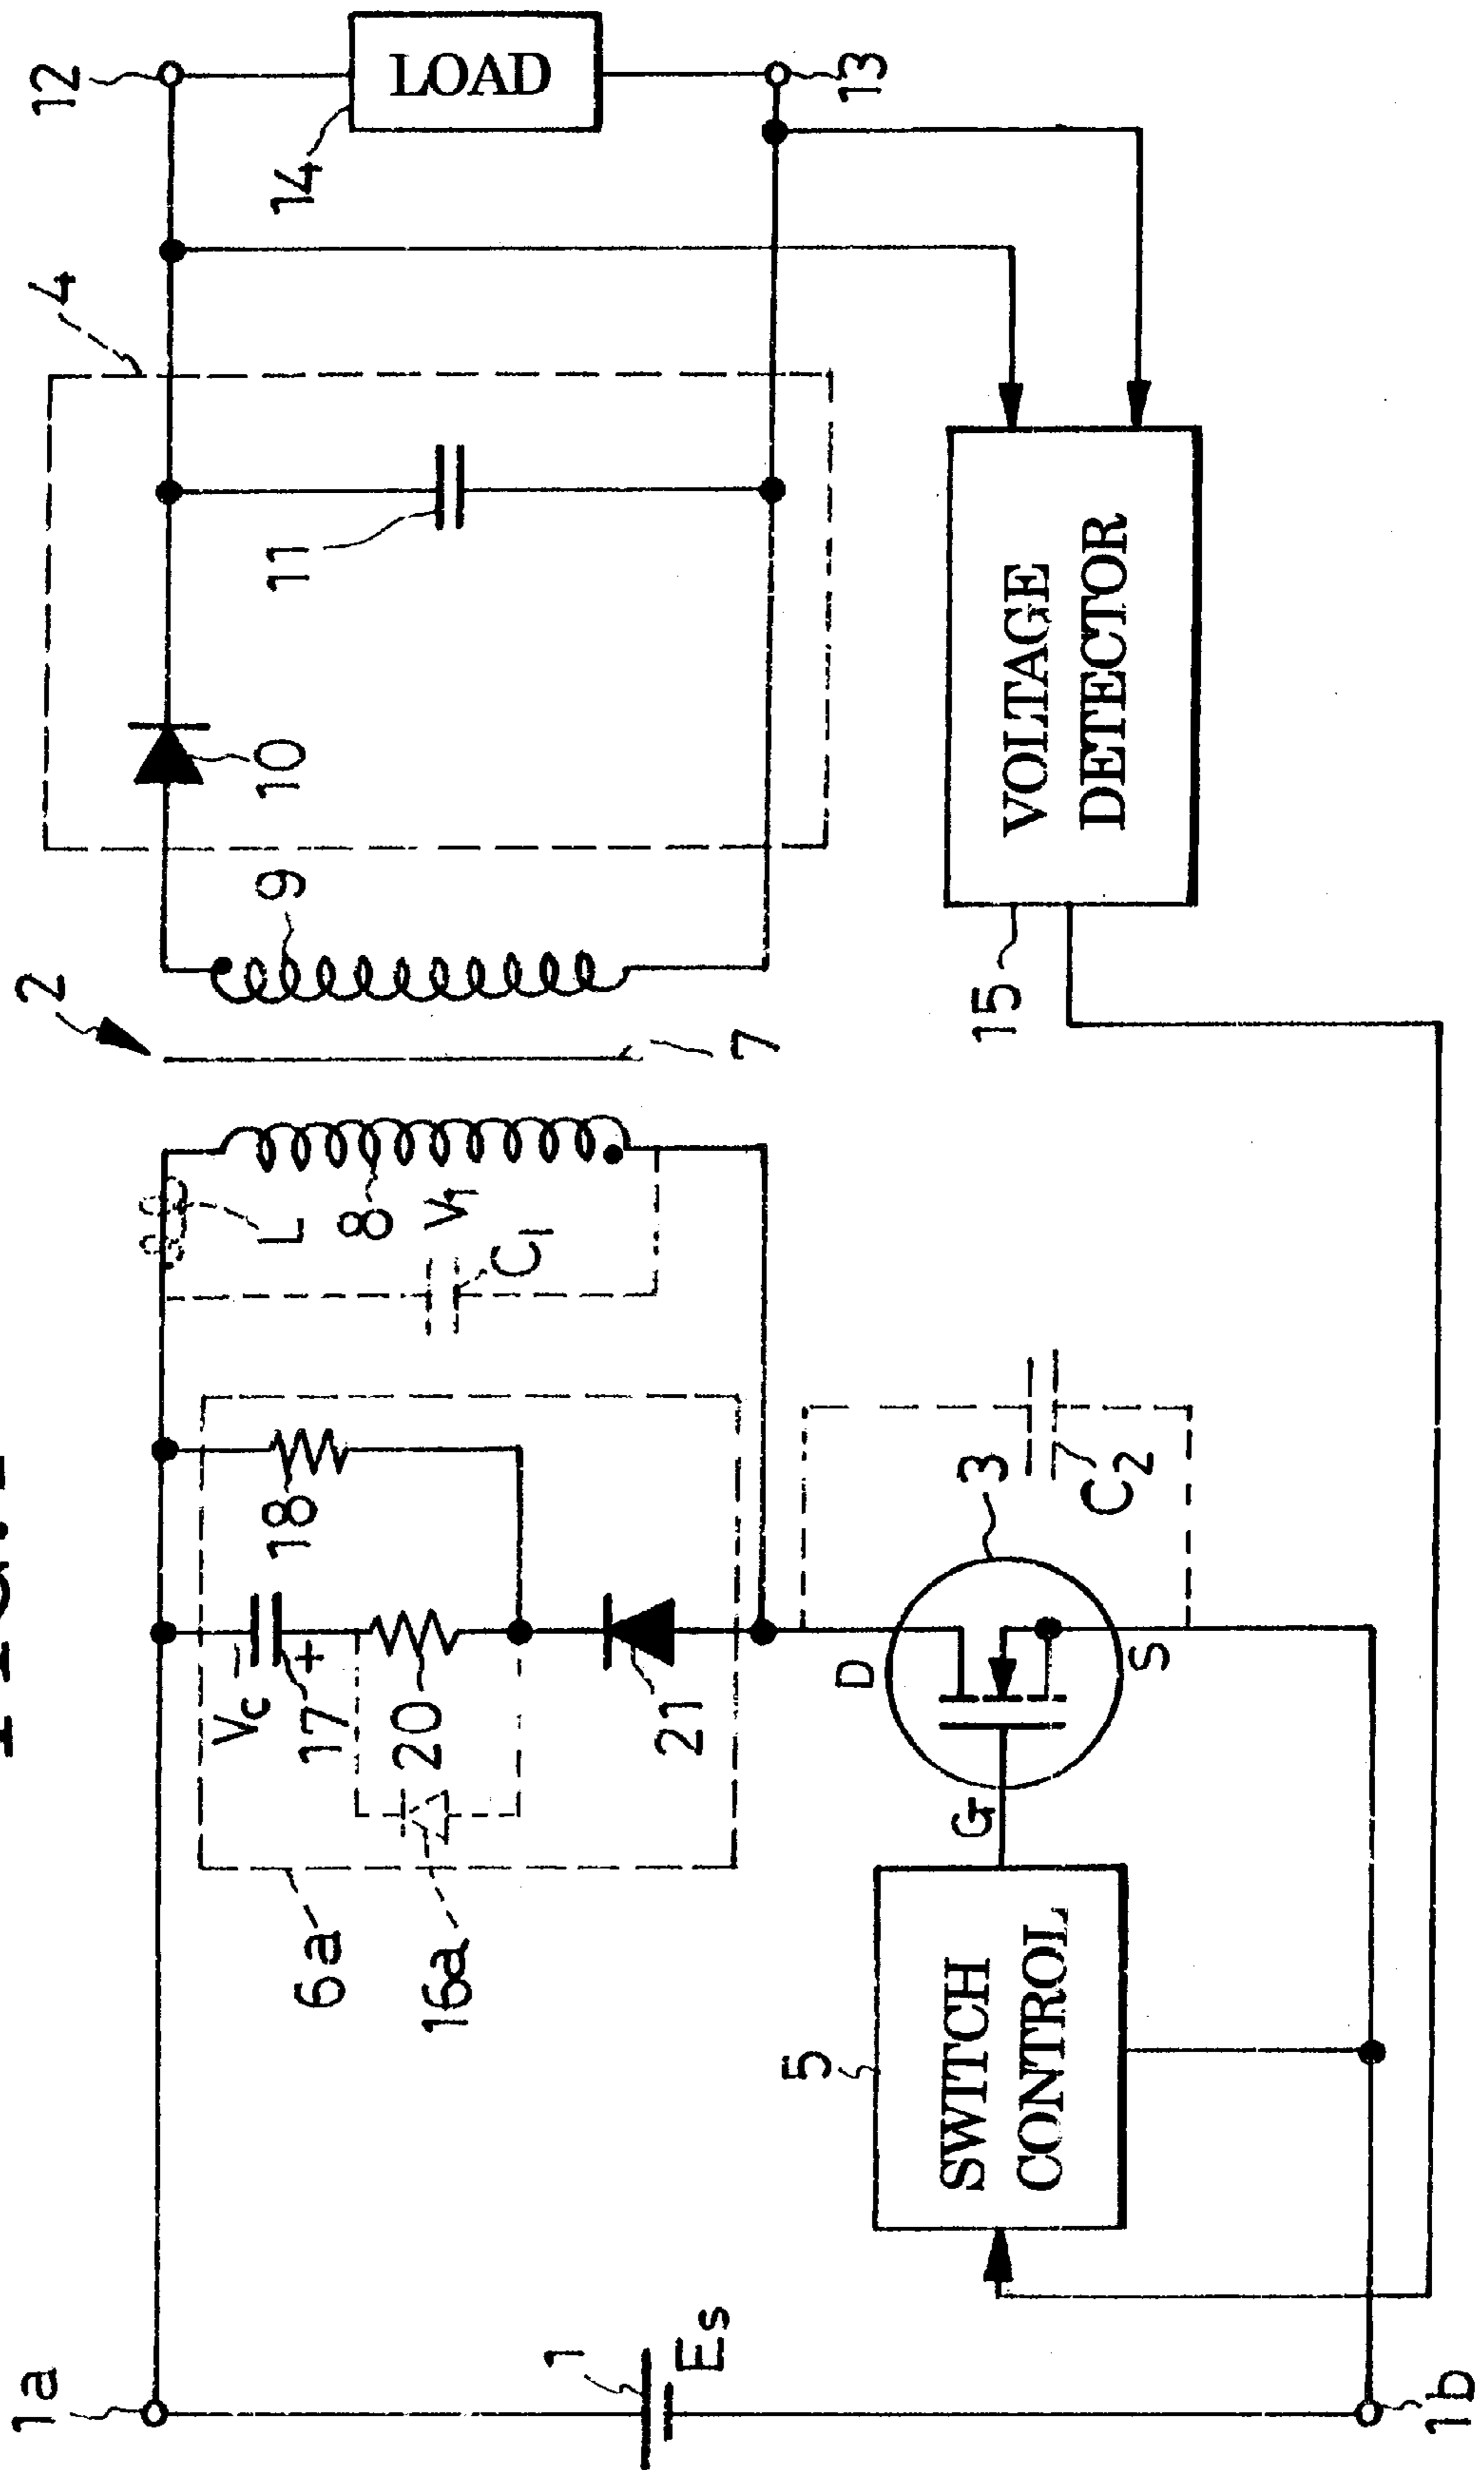 1a
2
4
12
6a
Vc
−
17
+
18
L
9
10
11
14
LOAD
16a
20
8
V1
C1
21
7
13
1
Es
5
SWITCH
CONTROL
G
D
3
S
C2
15
VOLTAGE
DETECTOR
1b